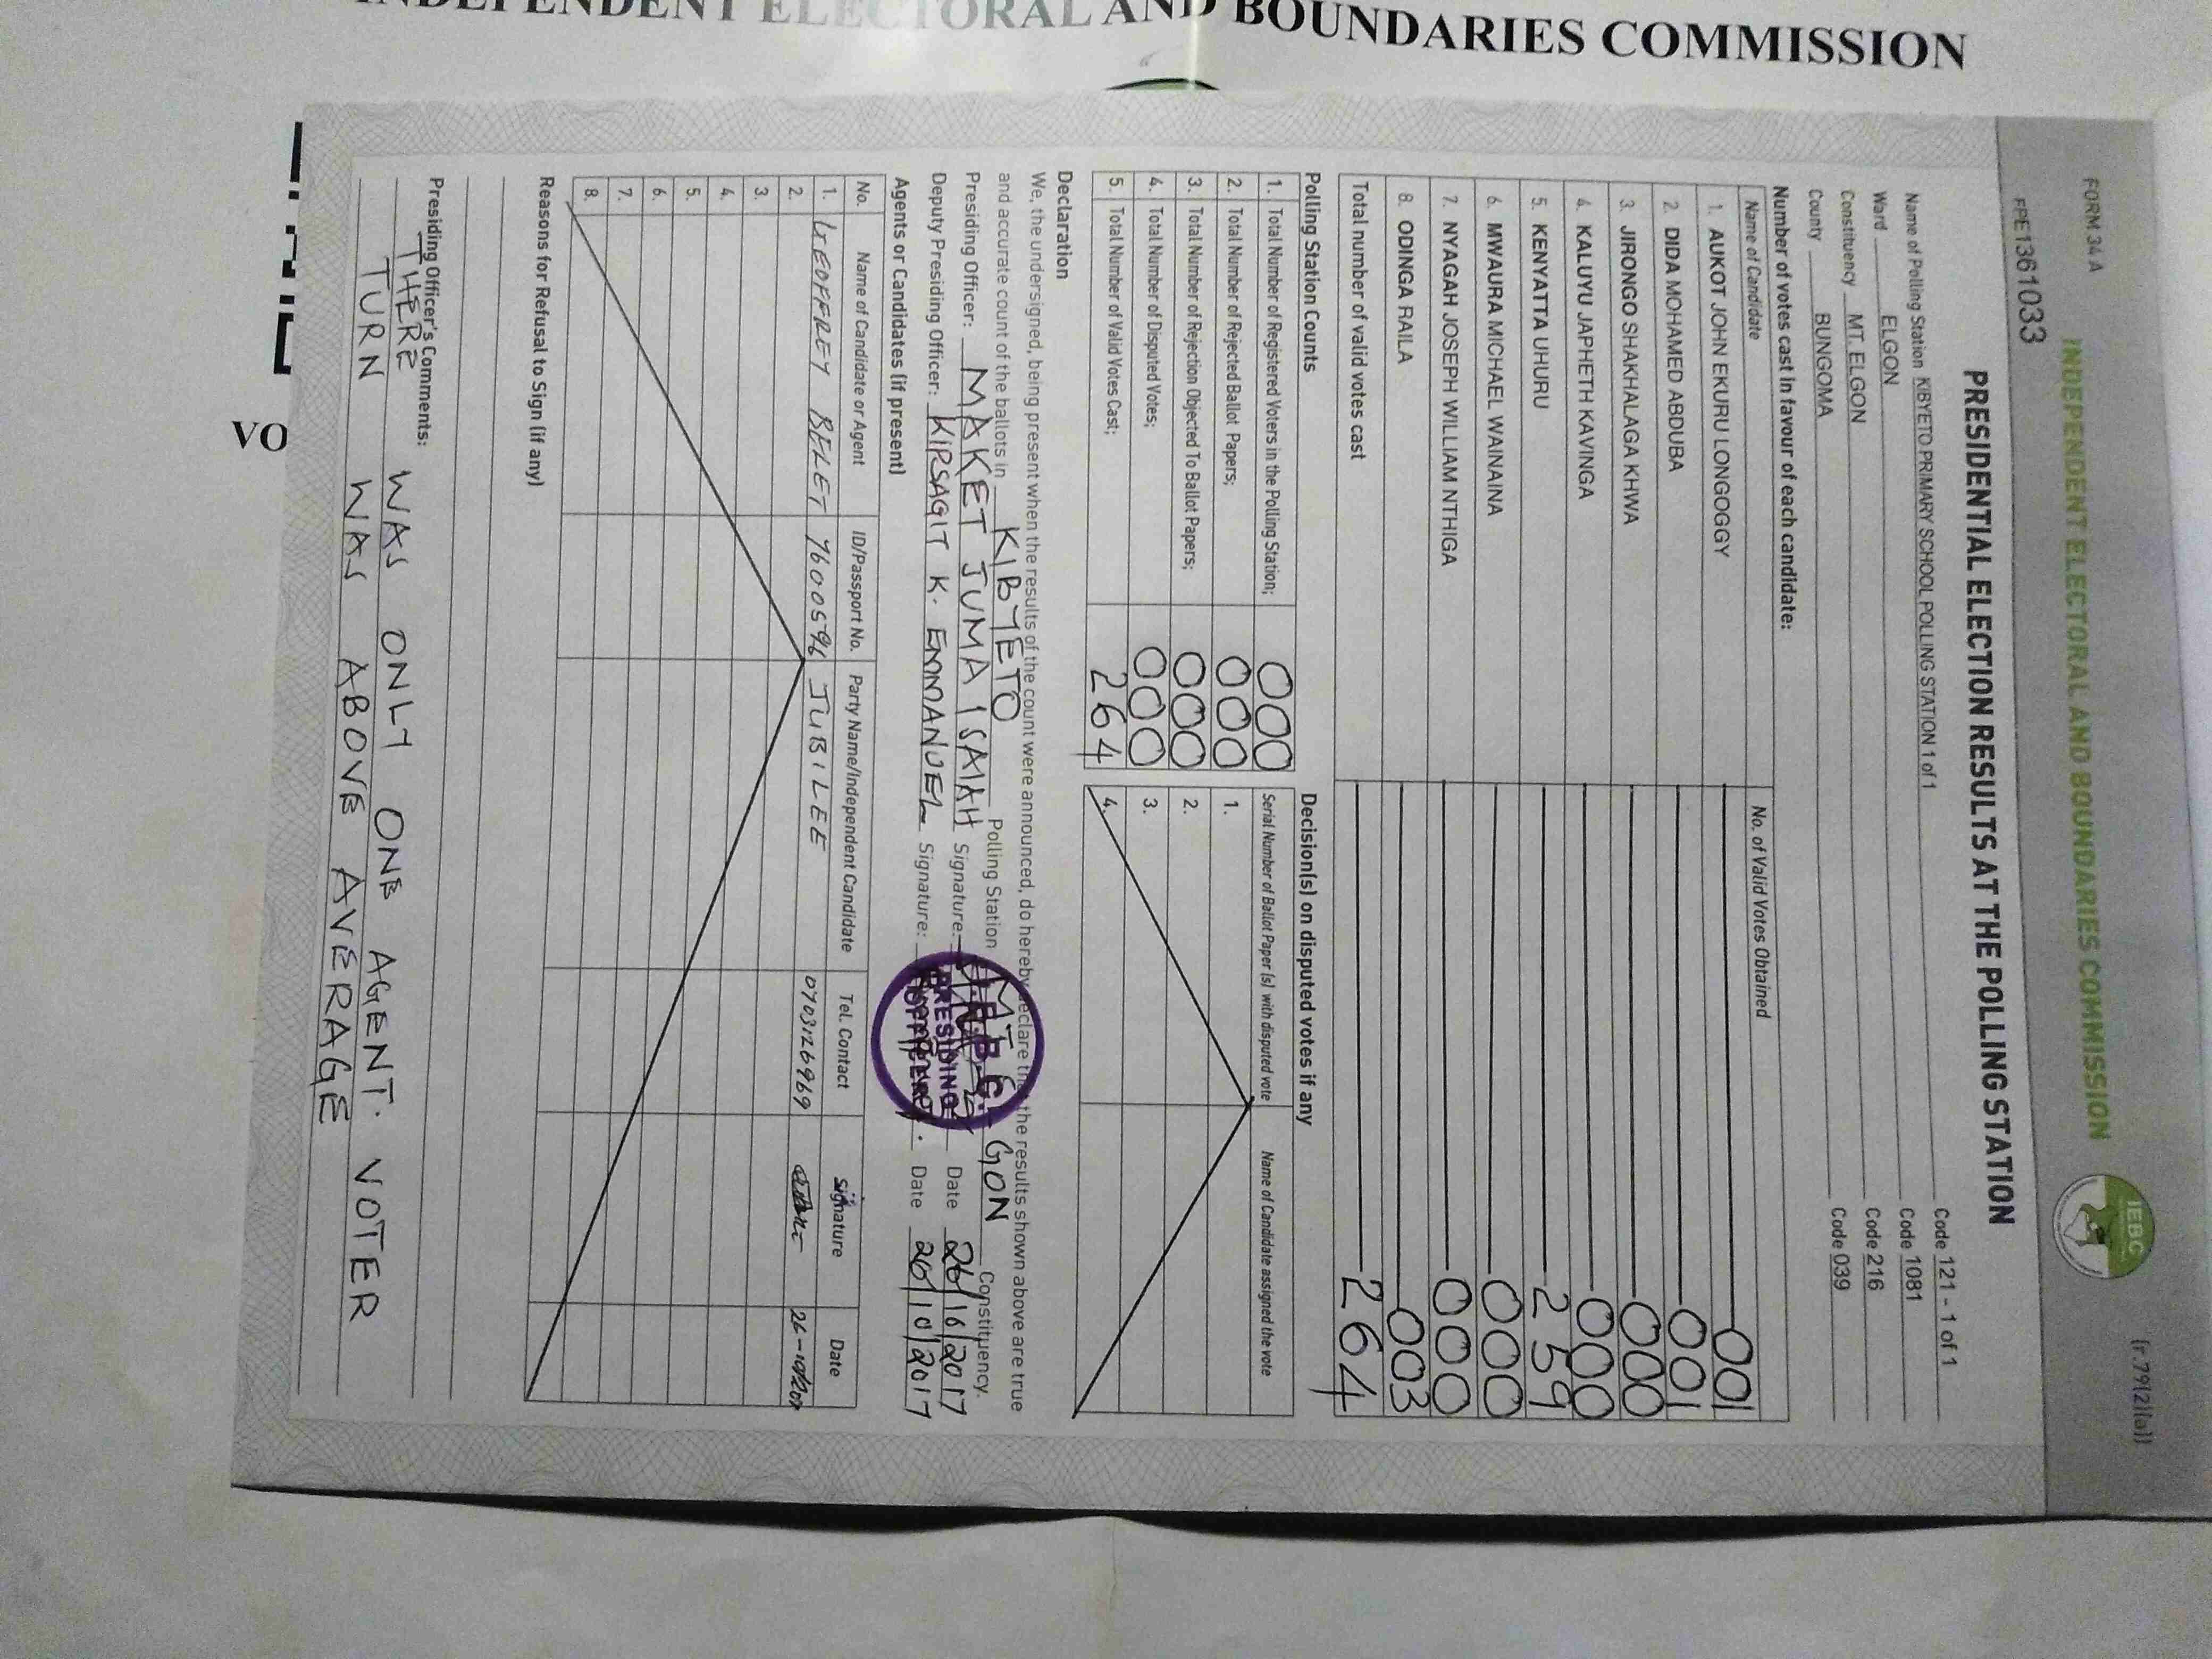 INDEPENDENT ELECTORAL AND BOUNDARIES COMMISSION
VO
FORM 34 A
(r.79(2)(a))
INDEPENDENT ELECTORAL AND BOUNDARIES COMMISSION
IEBC
FPE1361033
PRESIDENTIAL ELECTION RESULTS AT THE POLLING STATION
Name of Polling Station KIBYETO PRIMARY SCHOOL POLLING STATION 1 of 1 Code 121 - 1 of 1
Ward ELGON Code 1081
Constituency MT. ELGON Code 216
County BUNGOMA Code 039
Number of votes cast in favour of each candidate:
Name of Candidate No. of Valid Votes Obtained
1. AUKOT JOHN EKURU LONGOGGY 001
2. DIDA MOHAMED ABDUBA 001
3. JIRONGO SHAKHALAGA KHWA 000
4. KALUYU JAPHETH KAVINGA 000
5. KENYATTA UHURU 259
6. MWAURA MICHAEL WAINAINA 000
7. NYAGAH JOSEPH WILLIAM NTHIGA 000
8. ODINGA RAILA 003
Total number of valid votes cast 264
Polling Station Counts Decision(s) on disputed votes if any
1. Total Number of Registered Voters in the Polling Station; 000 Serial Number of Ballot Paper (s) with disputed vote Name of Candidate assigned the vote
2. Total Number of Rejected Ballot Papers; 000 1.
3. Total Number of Rejection Objected To Ballot Papers; 000 2.
4. Total Number of Disputed Votes; 000 3.
5. Total Number of Valid Votes Cast; 264 4.
Declaration
We, the undersigned, being present when the results of the count were announced, do hereby declare that the results shown above are true
and accurate count of the ballots in KIBYETO Polling Station MT. ELGON Constituency.
Presiding Officer: MAKET JUMA ISAIAH Signature: Date 26/10/2017
Deputy Presiding Officer: KIRSAGIT K. EMMANUEL Signature: Date 26/10/2017
I.E.B.C.
PRESIDING
OFFICER
Agents or Candidates (if present)
No. Name of Candidate or Agent ID/Passport No. Party Name/Independent Candidate Tel. Contact Signature Date
1. GEOFFREY BELET 7600596 JUBILEE 0703126969 26-10/2017
2.
3.
4.
5.
6.
7.
8.
Reasons for Refusal to Sign (if any)
Presiding Officer's Comments:
THERE WAS ONLY ONE AGENT. VOTER
TURN WAS ABOVE AVERAGE